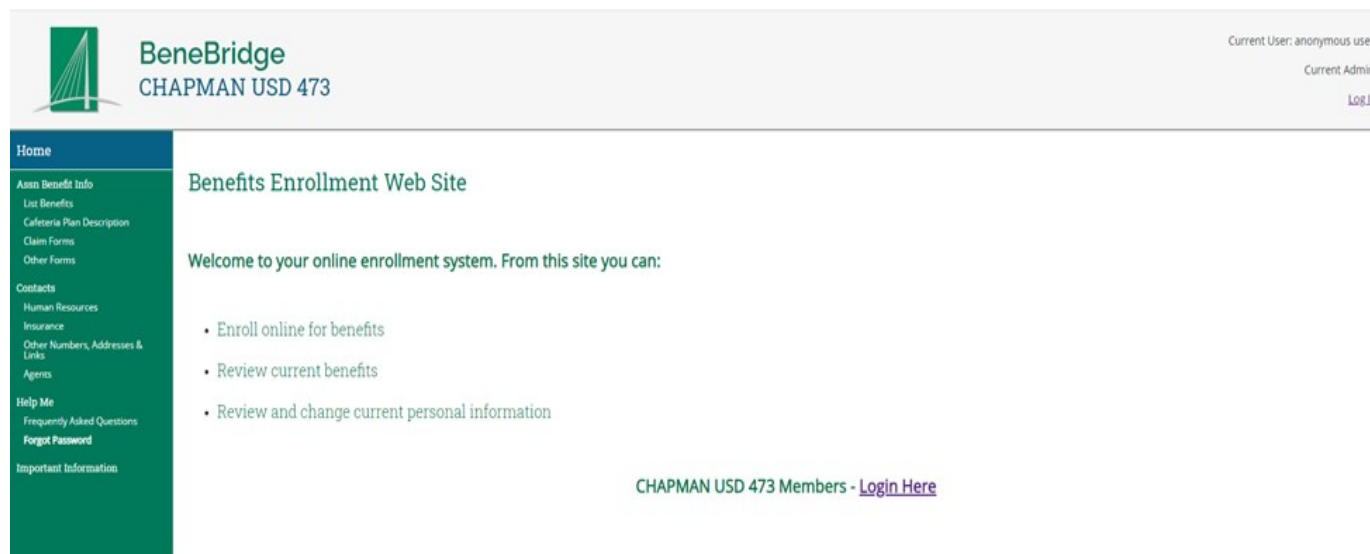 BeneBridge
CHAPMAN USD 473
Current User: anonymous use
Current Admi
Log I
Home
Assn Benefit Info
List Benefits
Cafeteria Plan Description
Claim Forms
Other Forms
Contacts
Human Resources
Insurance
Other Numbers, Addresses &
Links
Agents
Help Me
Frequently Asked Questions
Forgot Password
Important Information
Benefits Enrollment Web Site
Welcome to your online enrollment system. From this site you can:
• Enroll online for benefits
• Review current benefits
• Review and change current personal information
CHAPMAN USD 473 Members - Login Here